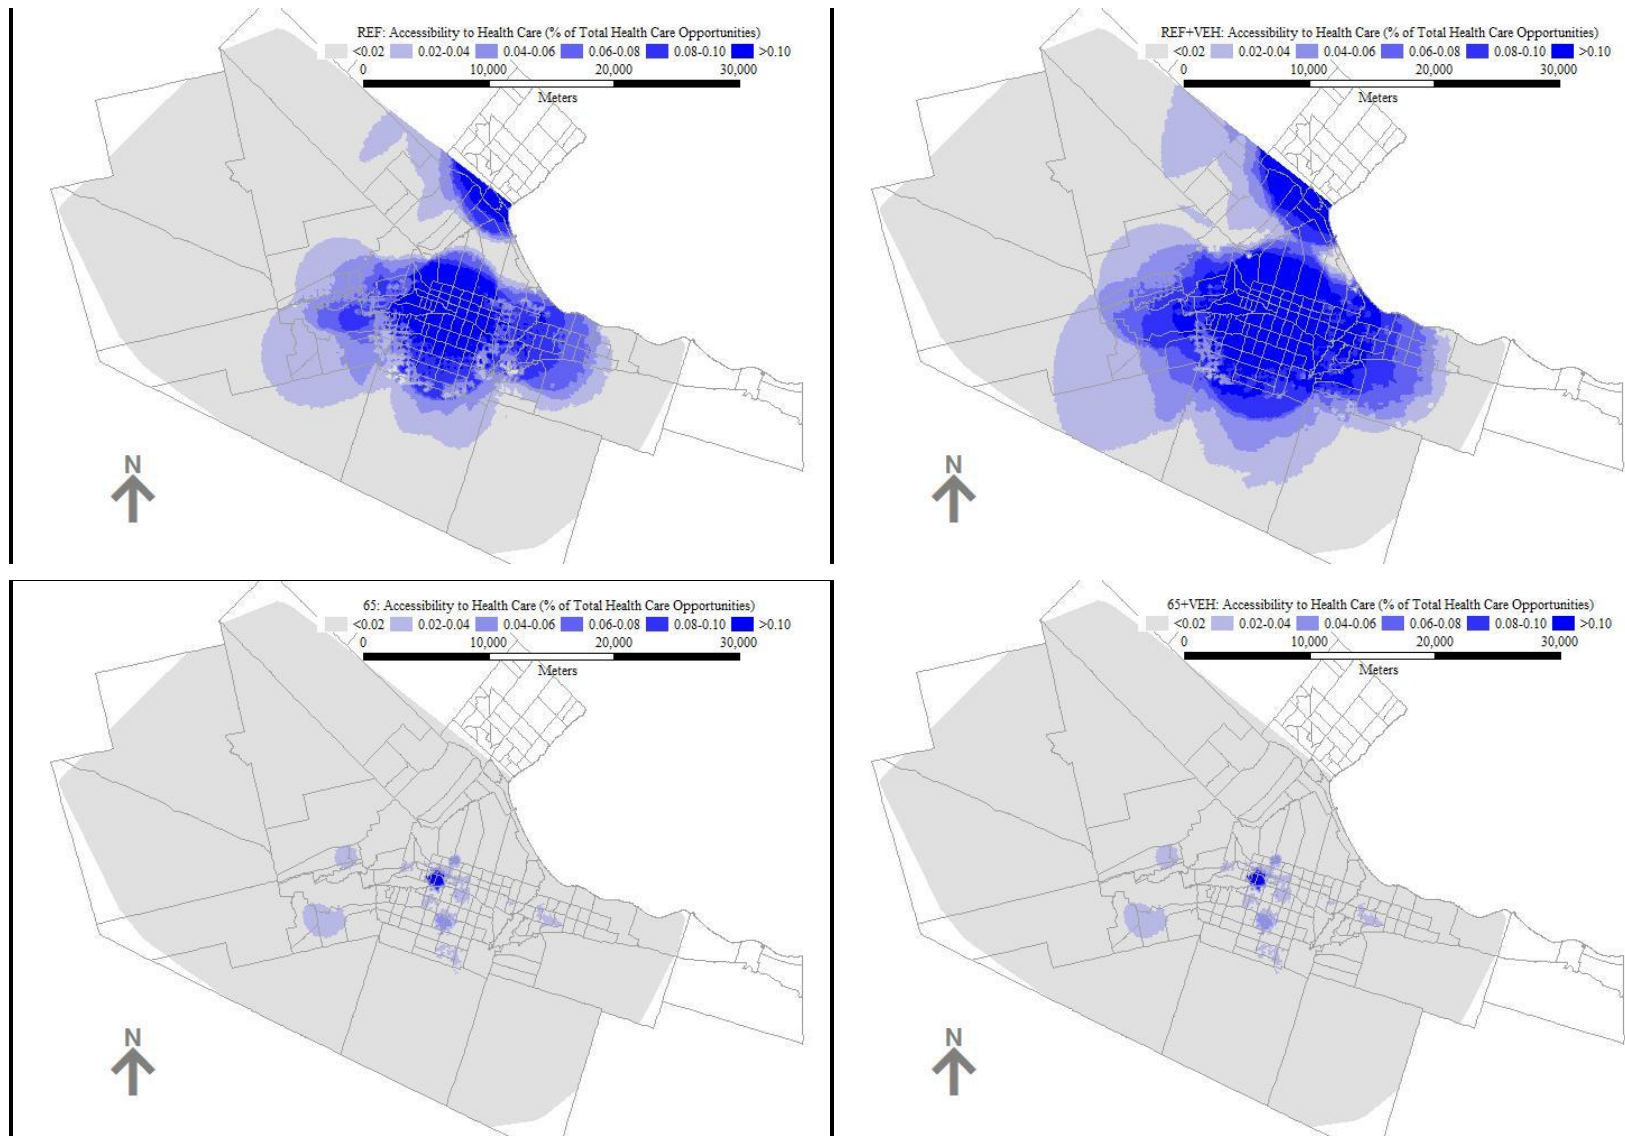 REF: Accessibility to Health Care (% of Total Health Care Opportunities)
<0.02 0.02-0.04 0.04-0.06 0.06-0.08 0.08-0.10 >0.10
0 10,000 20,000 30,000
Meters
N
REF+VEH: Accessibility to Health Care (% of Total Health Care Opportunities)
<0.02 0.02-0.04 0.04-0.06 0.06-0.08 0.08-0.10 >0.10
0 10,000 20,000 30,000
Meters
N
65: Accessibility to Health Care (% of Total Health Care Opportunities)
<0.02 0.02-0.04 0.04-0.06 0.06-0.08 0.08-0.10 >0.10
0 10,000 20,000 30,000
Meters
N
65+VEH: Accessibility to Health Care (% of Total Health Care Opportunities)
<0.02 0.02-0.04 0.04-0.06 0.06-0.08 0.08-0.10 >0.10
0 10,000 20,000 30,000
Meters
N